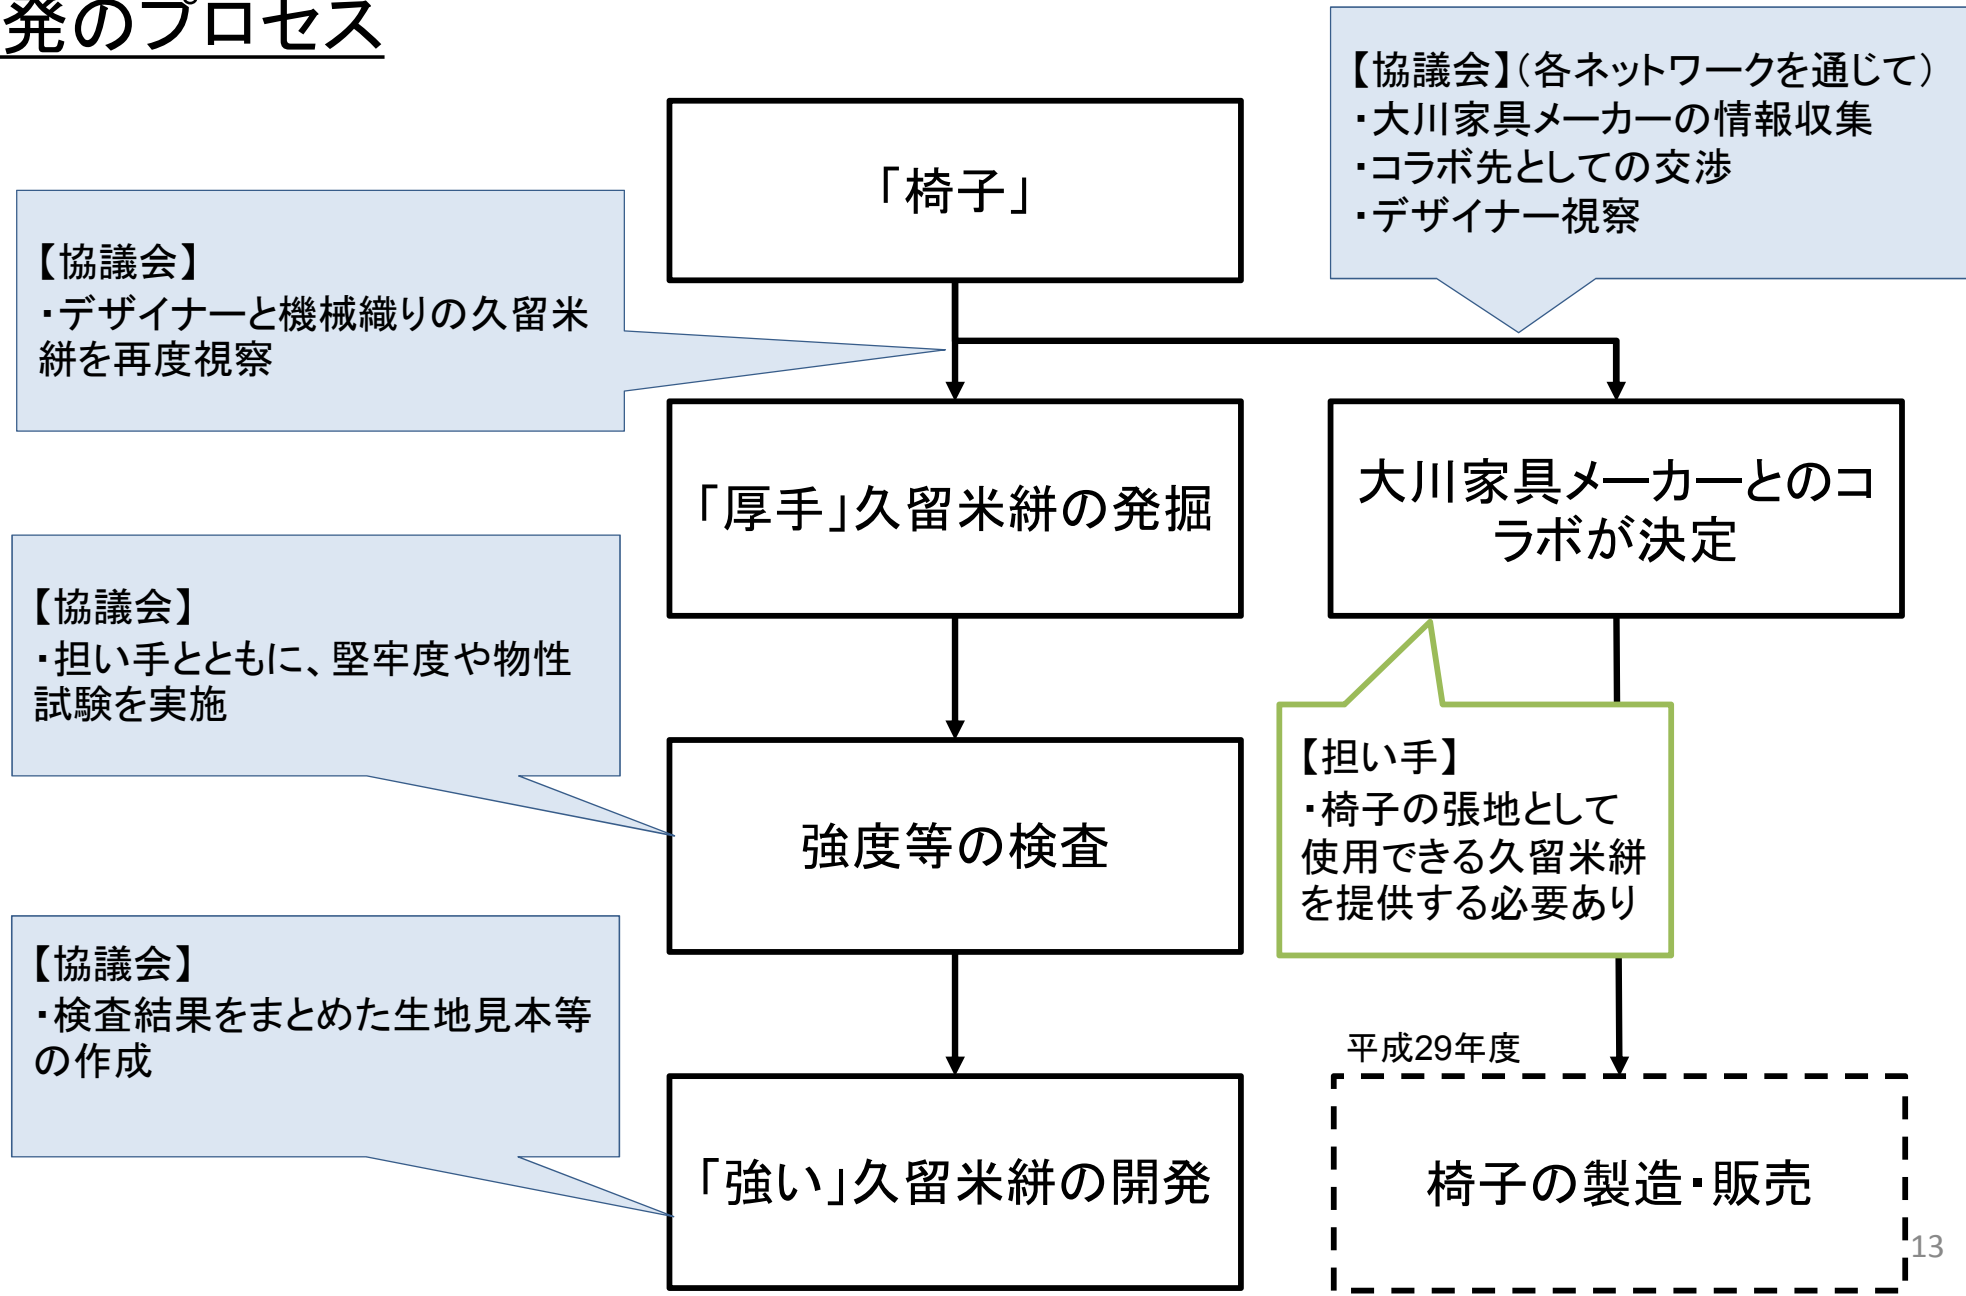 発のプロセス
【協議会】(各ネットワークを通じて)
・大川家具メーカーの情報収集
・コラボ先としての交渉
・デザイナー視察
「椅子」
【協議会】
・デザイナーと機械織りの久留米
絣を再度視察
「厚手」久留米絣の発掘
大川家具メーカーとのコ
ラボが決定
【協議会】
・担い手とともに、堅牢度や物性
試験を実施
【担い手】
・椅子の張地として
使用できる久留米絣
を提供する必要あり
強度等の検査
【協議会】
・検査結果をまとめた生地見本等
の作成
平成29年度
「強い」久留米絣の開発
椅子の製造・販売
13